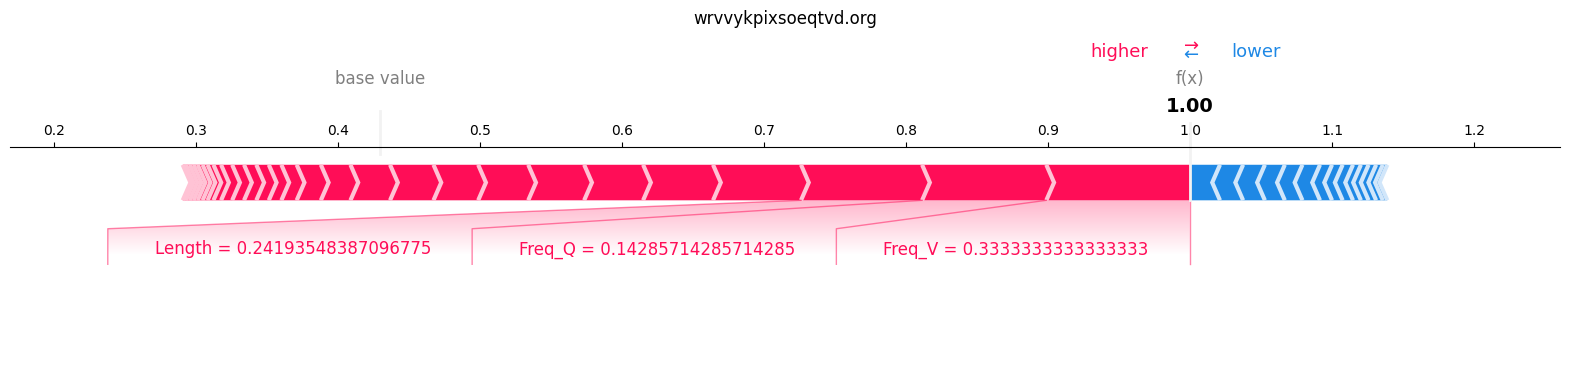 wrvvykpixsoeqtvd.org
higher ⇄ lower
base value f(x)
1.00
0.2 0.3 0.4 0.5 0.6 0.7 0.8 0.9 1.0 1.1 1.2
Length = 0.24193548387096775 Freq_Q = 0.14285714285714285 Freq_V = 0.3333333333333333